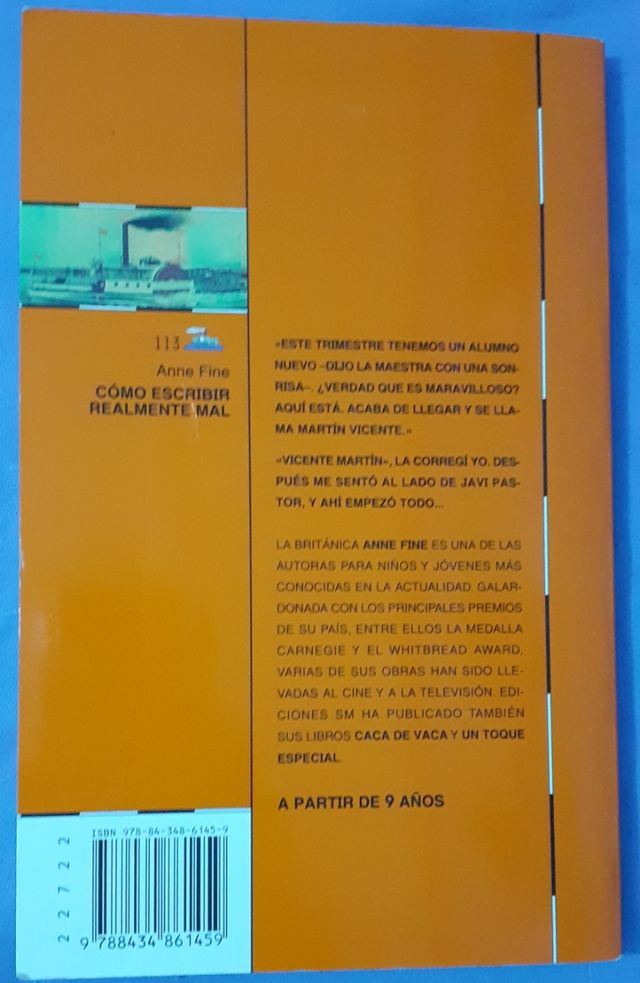 113
Anne Fine
CÓMO ESCRIBIR
REALMENTE MAL
«ESTE TRIMESTRE TENEMOS UN ALUMNO
NUEVO –DIJO LA MAESTRA CON UNA SON-
RISA–. ¿VERDAD QUE ES MARAVILLOSO?
AQUÍ ESTÁ. ACABA DE LLEGAR Y SE LLA-
MA MARTÍN VICENTE.»
«VICENTE MARTÍN», LA CORREGÍ YO. DES-
PUÉS ME SENTÓ AL LADO DE JAVI PAS-
TOR, Y AHÍ EMPEZÓ TODO...
LA BRITÁNICA ANNE FINE ES UNA DE LAS
AUTORAS PARA NIÑOS Y JÓVENES MÁS
CONOCIDAS EN LA ACTUALIDAD. GALAR-
DONADA CON LOS PRINCIPALES PREMIOS
DE SU PAÍS, ENTRE ELLOS LA MEDALLA
CARNEGIE Y EL WHITBREAD AWARD,
VARIAS DE SUS OBRAS HAN SIDO LLE-
VADAS AL CINE Y A LA TELEVISIÓN. EDI-
CIONES SM HA PUBLICADO TAMBIÉN
SUS LIBROS CACA DE VACA Y UN TOQUE
ESPECIAL.
A PARTIR DE 9 AÑOS
ISBN 978-84-348-6145-9
22722
9 788434 861459